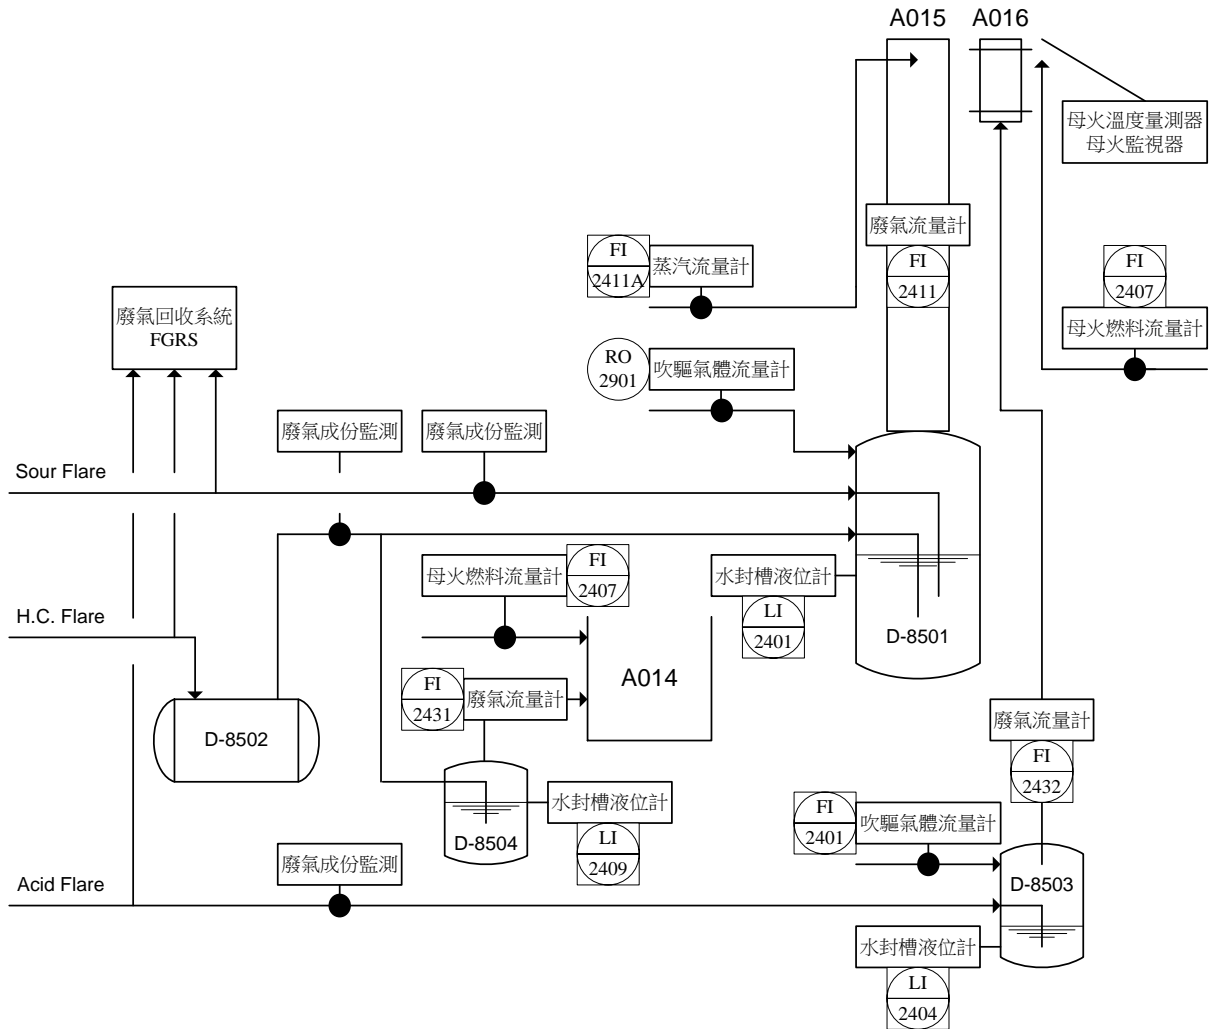 A015
A016
母火溫度量測器
母火監視器
廢氣流量計
FI
2411
FI
2411A
蒸汽流量計
FI
2407
母火燃料流量計
廢氣回收系統
FGRS
RO
2901
吹驅氣體流量計
廢氣成份監測
廢氣成份監測
Sour Flare
母火燃料流量計
FI
2407
水封槽液位計
LI
2401
D-8501
H.C. Flare
A014
FI
2431
廢氣流量計
D-8502
廢氣流量計
FI
2432
水封槽液位計
LI
2409
D-8504
FI
2401
吹驅氣體流量計
廢氣成份監測
Acid Flare
D-8503
水封槽液位計
LI
2404